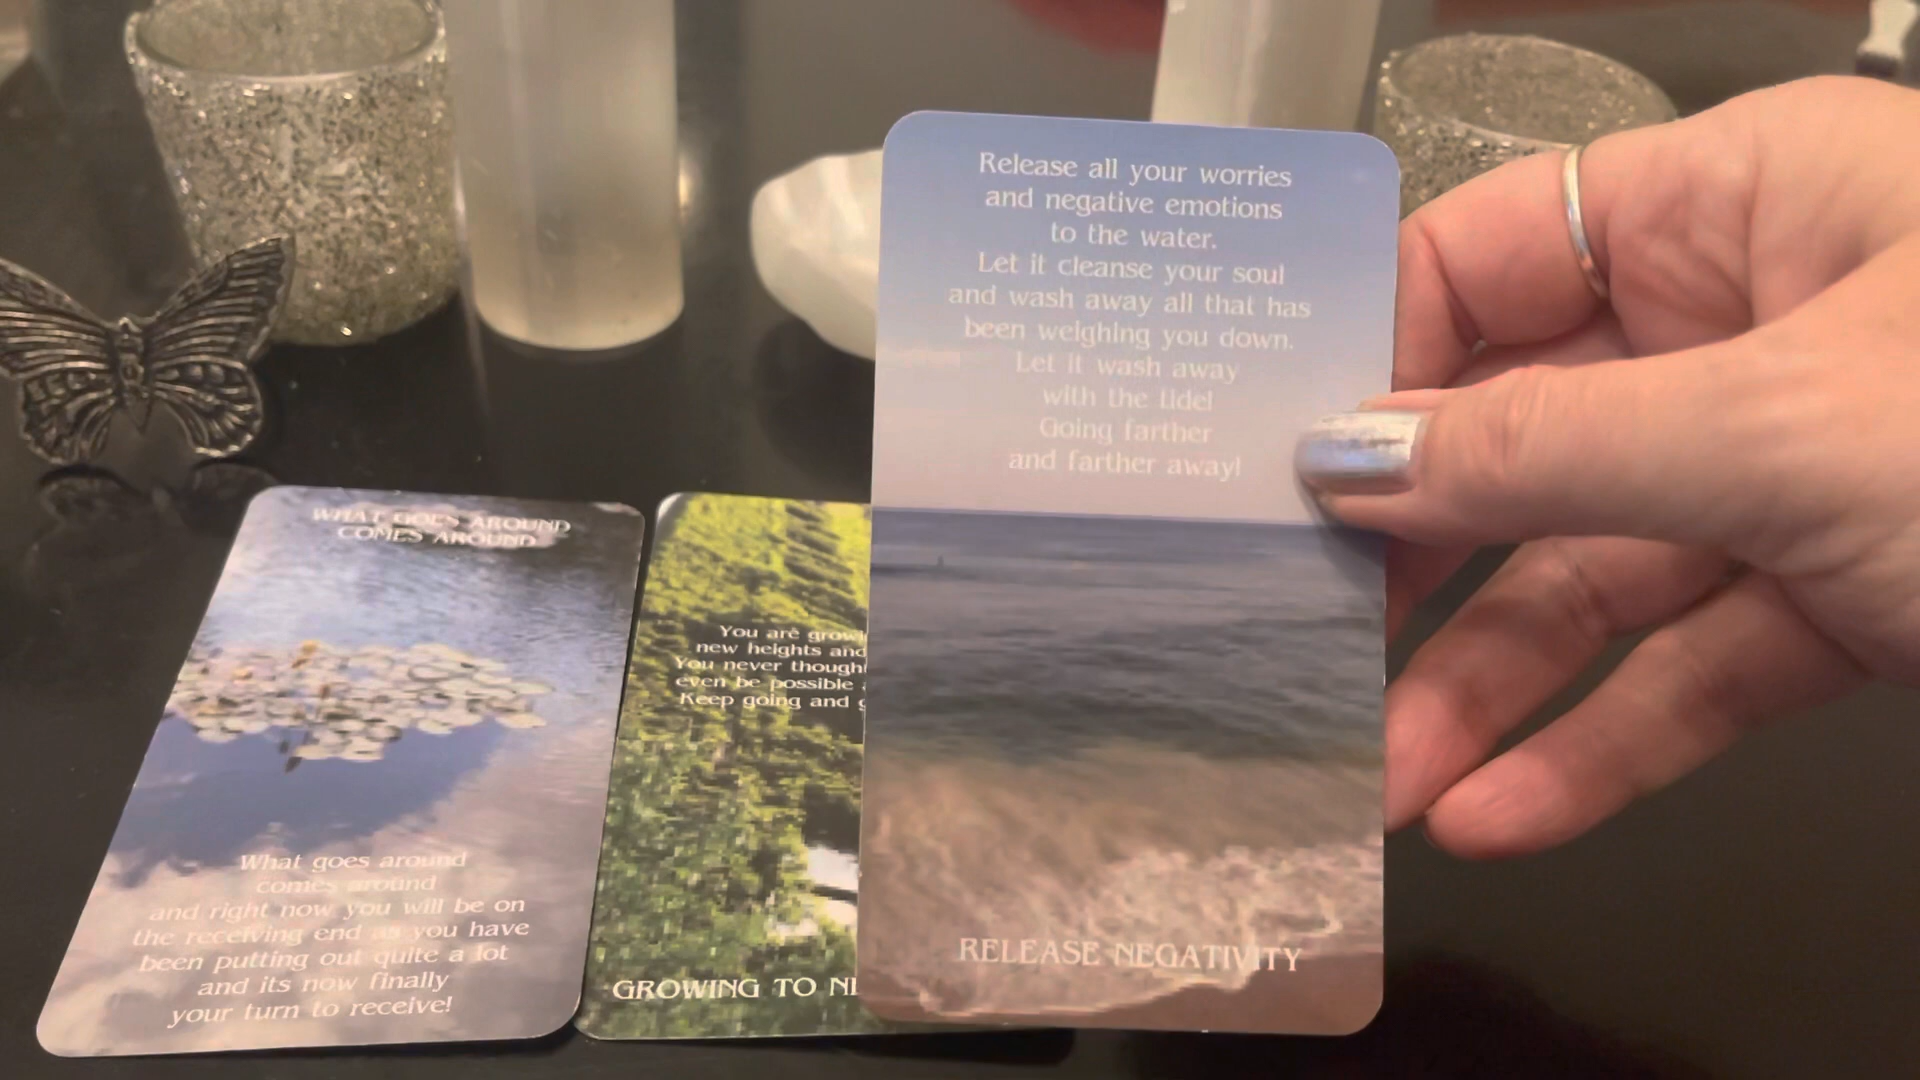 Release all your worries
and negative emotions
to the water.
Let it cleanse your soul
and wash away all that has
been weighing you down.
Let it wash away
with the tide!
Going farther
and farther away!
RELEASE NEGATIVITY
WHAT GOES AROUND
COMES AROUND
What goes around
comes around
and right now you will be on
the receiving end as you have
been putting out quite a lot
and its now finally
your turn to receive!
You are
new heights and
You never thought
even be possible
Keep going and
GROWING TO